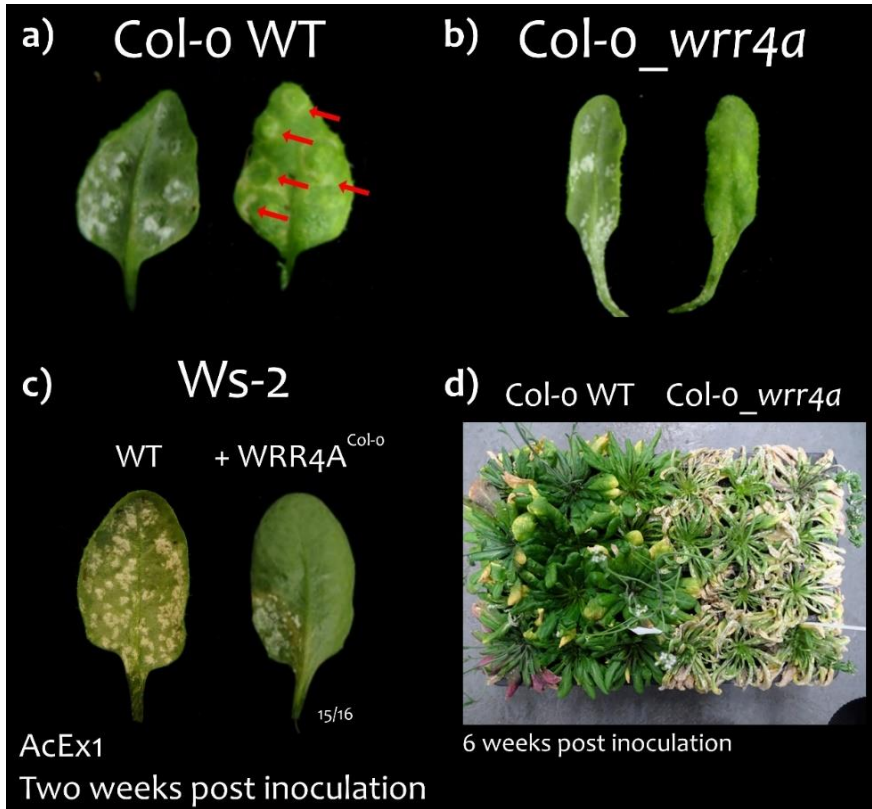 a) Col-0 WT
b) Col-0_wrr4a
c) Ws-2
WT + WRR4A^Col-0
15/16
AcEx1
Two weeks post inoculation
d) Col-0 WT Col-0_wrr4a
6 weeks post inoculation